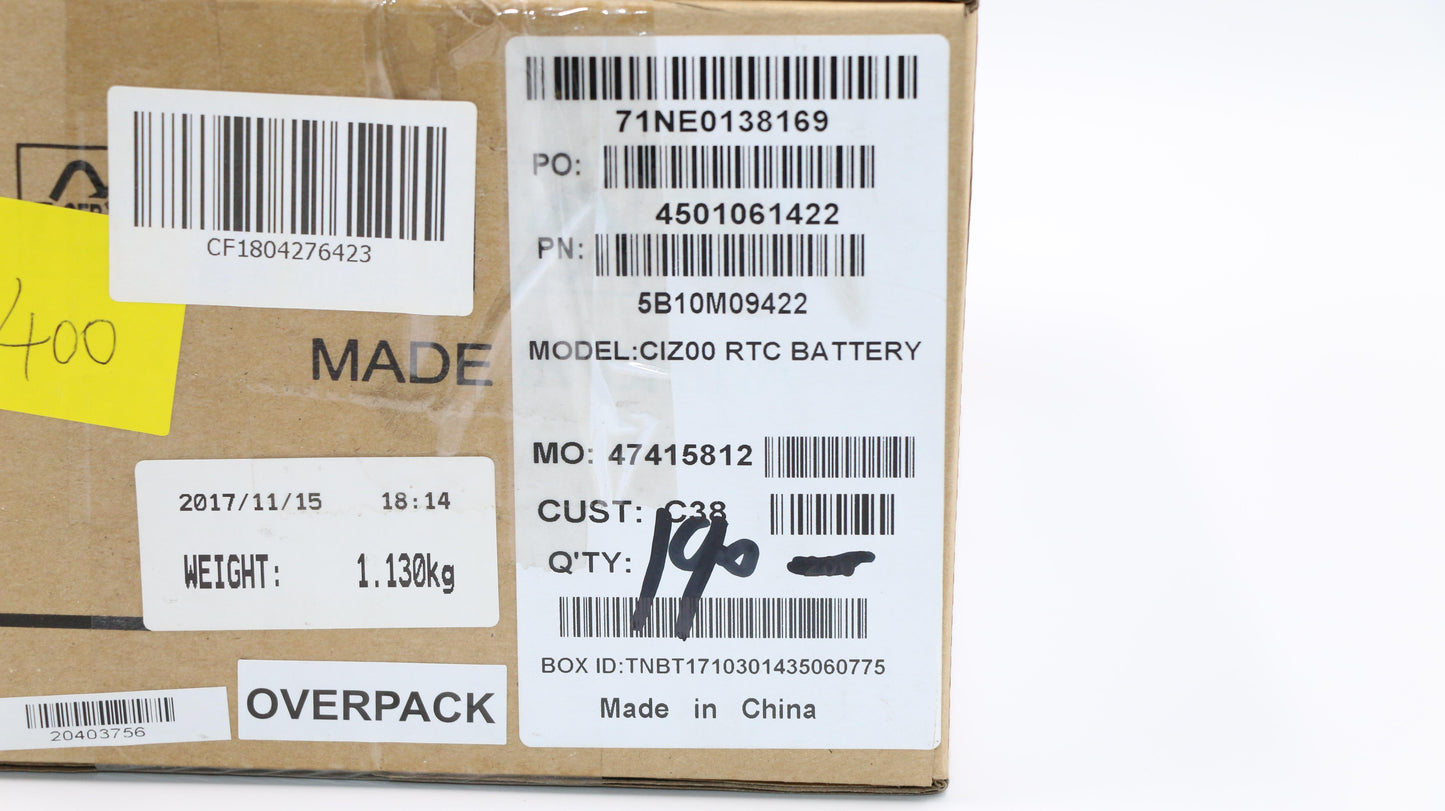 71NE0138169
PO:
4501061422
PN:
5B10M09422
MODEL:CIZ00 RTC BATTERY
MO: 47415812
CUST: C38
Q'TY: 190
BOX ID:TNBT1710301435060775
Made in China
CF1804276423
400
MADE
2017/11/15 18:14
WEIGHT: 1.130kg
OVERPACK
20403756